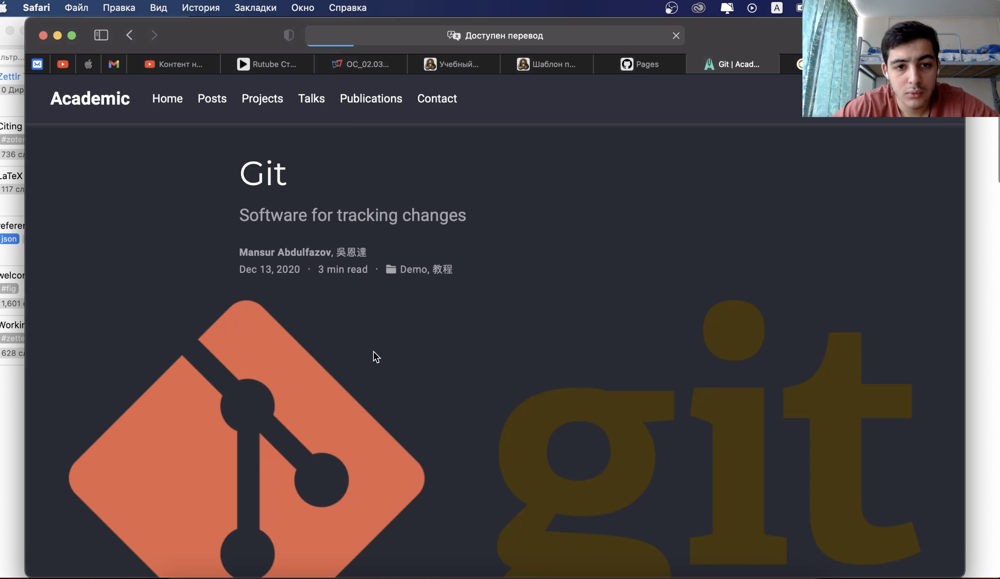 Safari Файл Правка Вид История Закладки Окно Справка A
Доступен перевод
Контент н... Rutube Ст... ОС_02.03... Учебный... Шаблон п... Pages Git | Acad...
льтр...
Zettlr
0 Дир
Citing
#zoter
736 сл
LaTeX
117 сл
referer
json
welcor
#fig
1,601
Workin
#zette
628 сл
Academic Home Posts Projects Talks Publications Contact
Git
Software for tracking changes
Mansur Abdulfazov, 吳恩達
Dec 13, 2020 · 3 min read · Demo, 教程
git